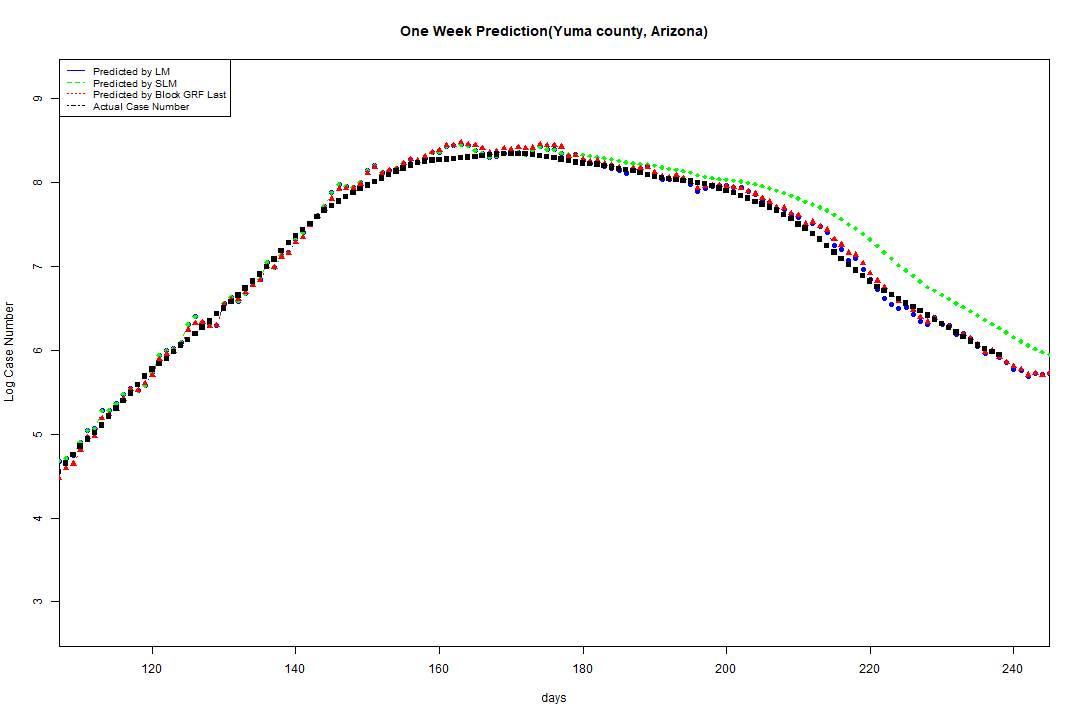 One Week Prediction(Yuma county, Arizona)
Predicted by LM
Predicted by SLM
Predicted by Block GRF Last
Actual Case Number
9
8
7
6
5
4
3
Log Case Number
120 140 160 180 200 220 240
days